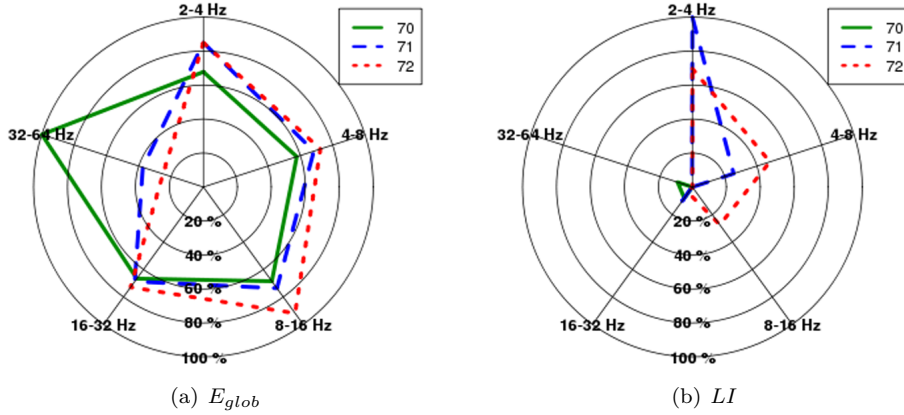 2-4 Hz
70
71
72
32-64 Hz
4-8 Hz
20 %
40 %
60 %
80 %
100 %
16-32 Hz
8-16 Hz
(a) E_glob
2-4 Hz
70
71
72
32-64 Hz
4-8 Hz
20 %
40 %
60 %
80 %
100 %
16-32 Hz
8-16 Hz
(b) LI